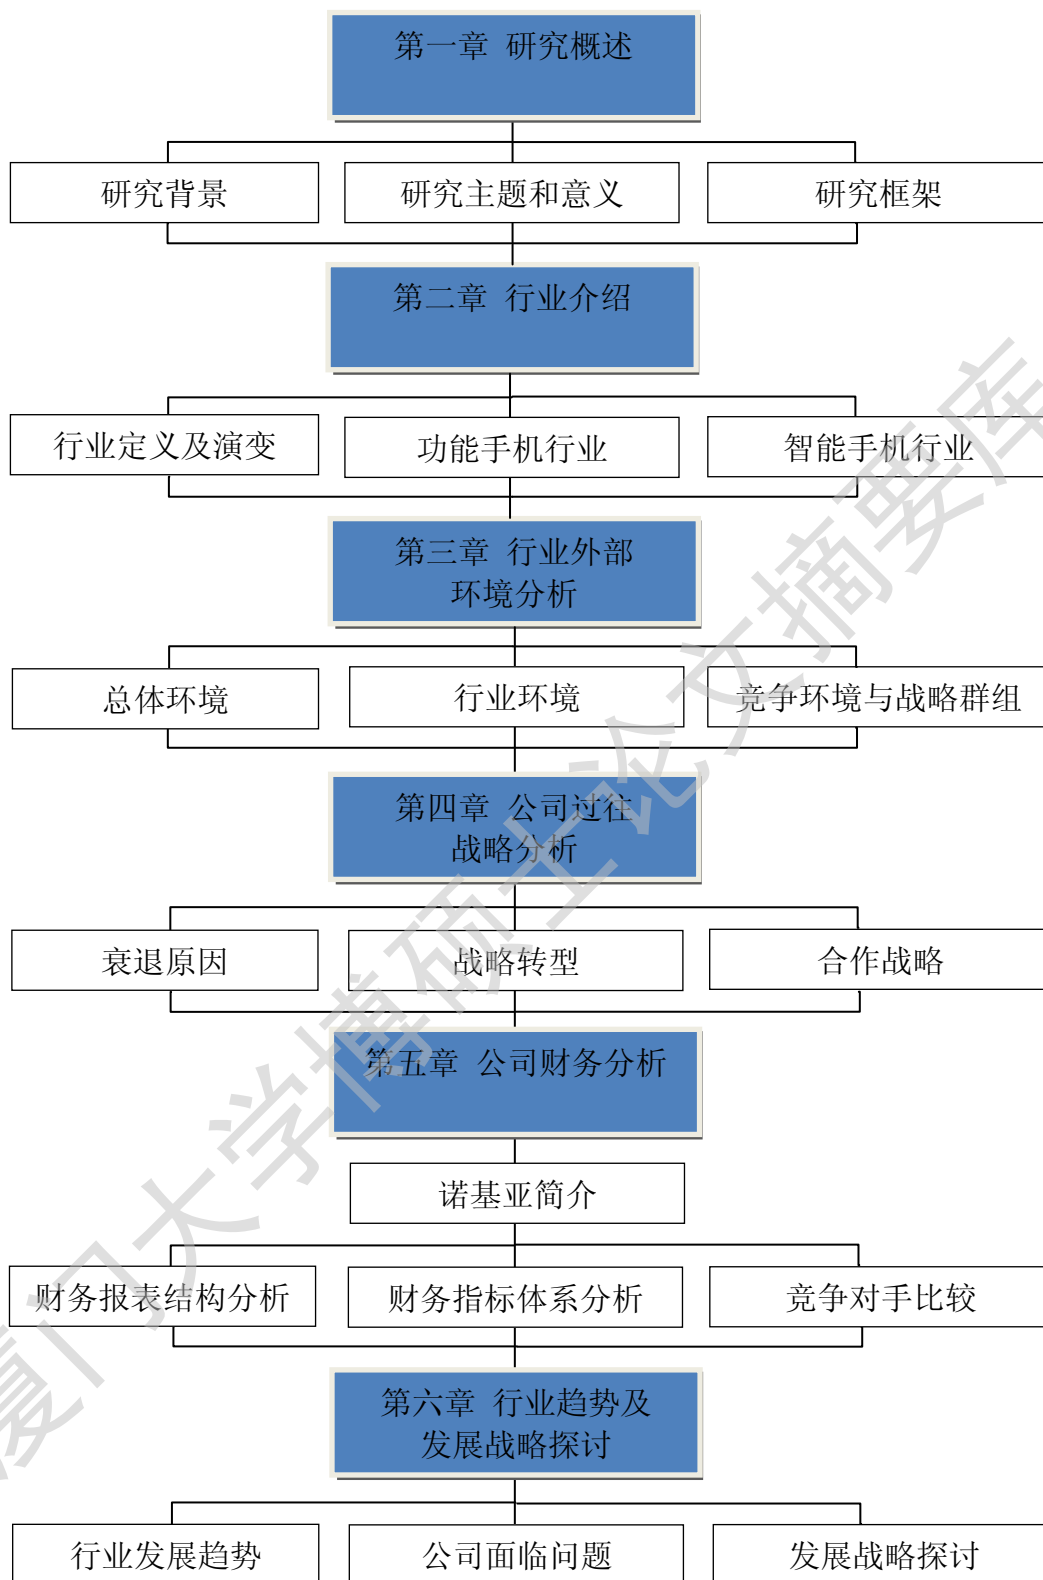 第一章 研究概述
研究背景
研究主题和意义
研究框架
第二章 行业介绍
行业定义及演变
功能手机行业
智能手机行业
第三章 行业外部
环境分析
总体环境
行业环境
竞争环境与战略群组
第四章 公司过往
战略分析
衰退原因
战略转型
合作战略
第五章 公司财务分析
诺基亚简介
财务报表结构分析
财务指标体系分析
竞争对手比较
第六章 行业趋势及
发展战略探讨
行业发展趋势
公司面临问题
发展战略探讨
厦门大学博硕士论文摘要库